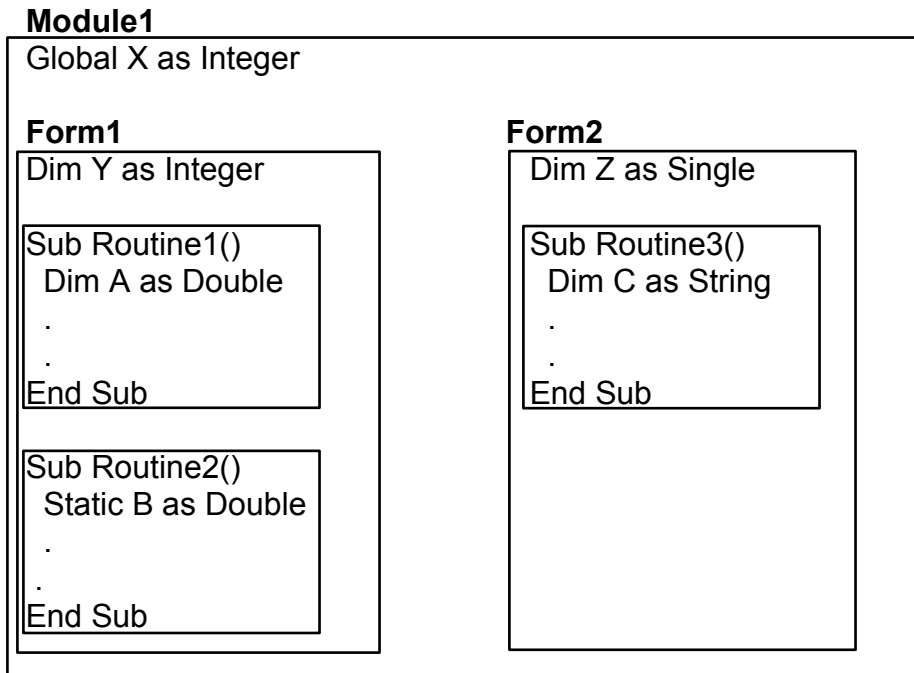 Module1
Global X as Integer
Form1
Dim Y as Integer
Sub Routine1()
Dim A as Double
.
.
End Sub
Sub Routine2()
Static B as Double
.
.
End Sub
Form2
Dim Z as Single
Sub Routine3()
Dim C as String
.
.
End Sub